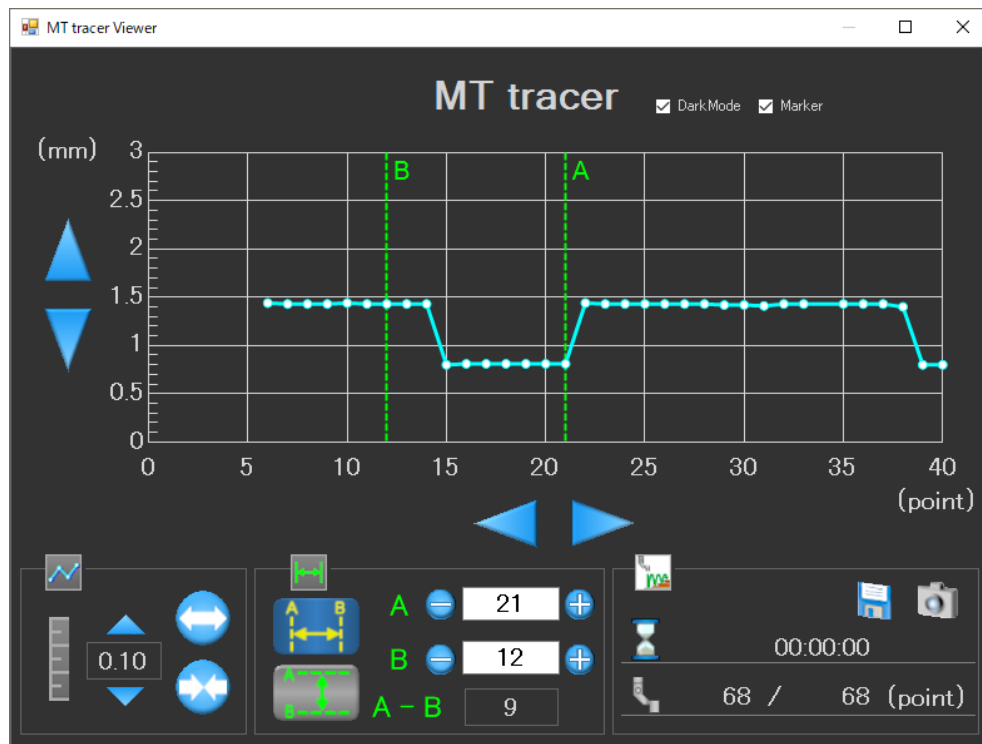 MT tracer Viewer
MT tracer
DarkMode Marker
(mm)
3
2.5
2
1.5
1
0.5
0
B A
0 5 10 15 20 25 30 35 40
(point)
A B
0.10
A 21
B 12
A
B
A - B 9
me
00:00:00
68 / 68 (point)